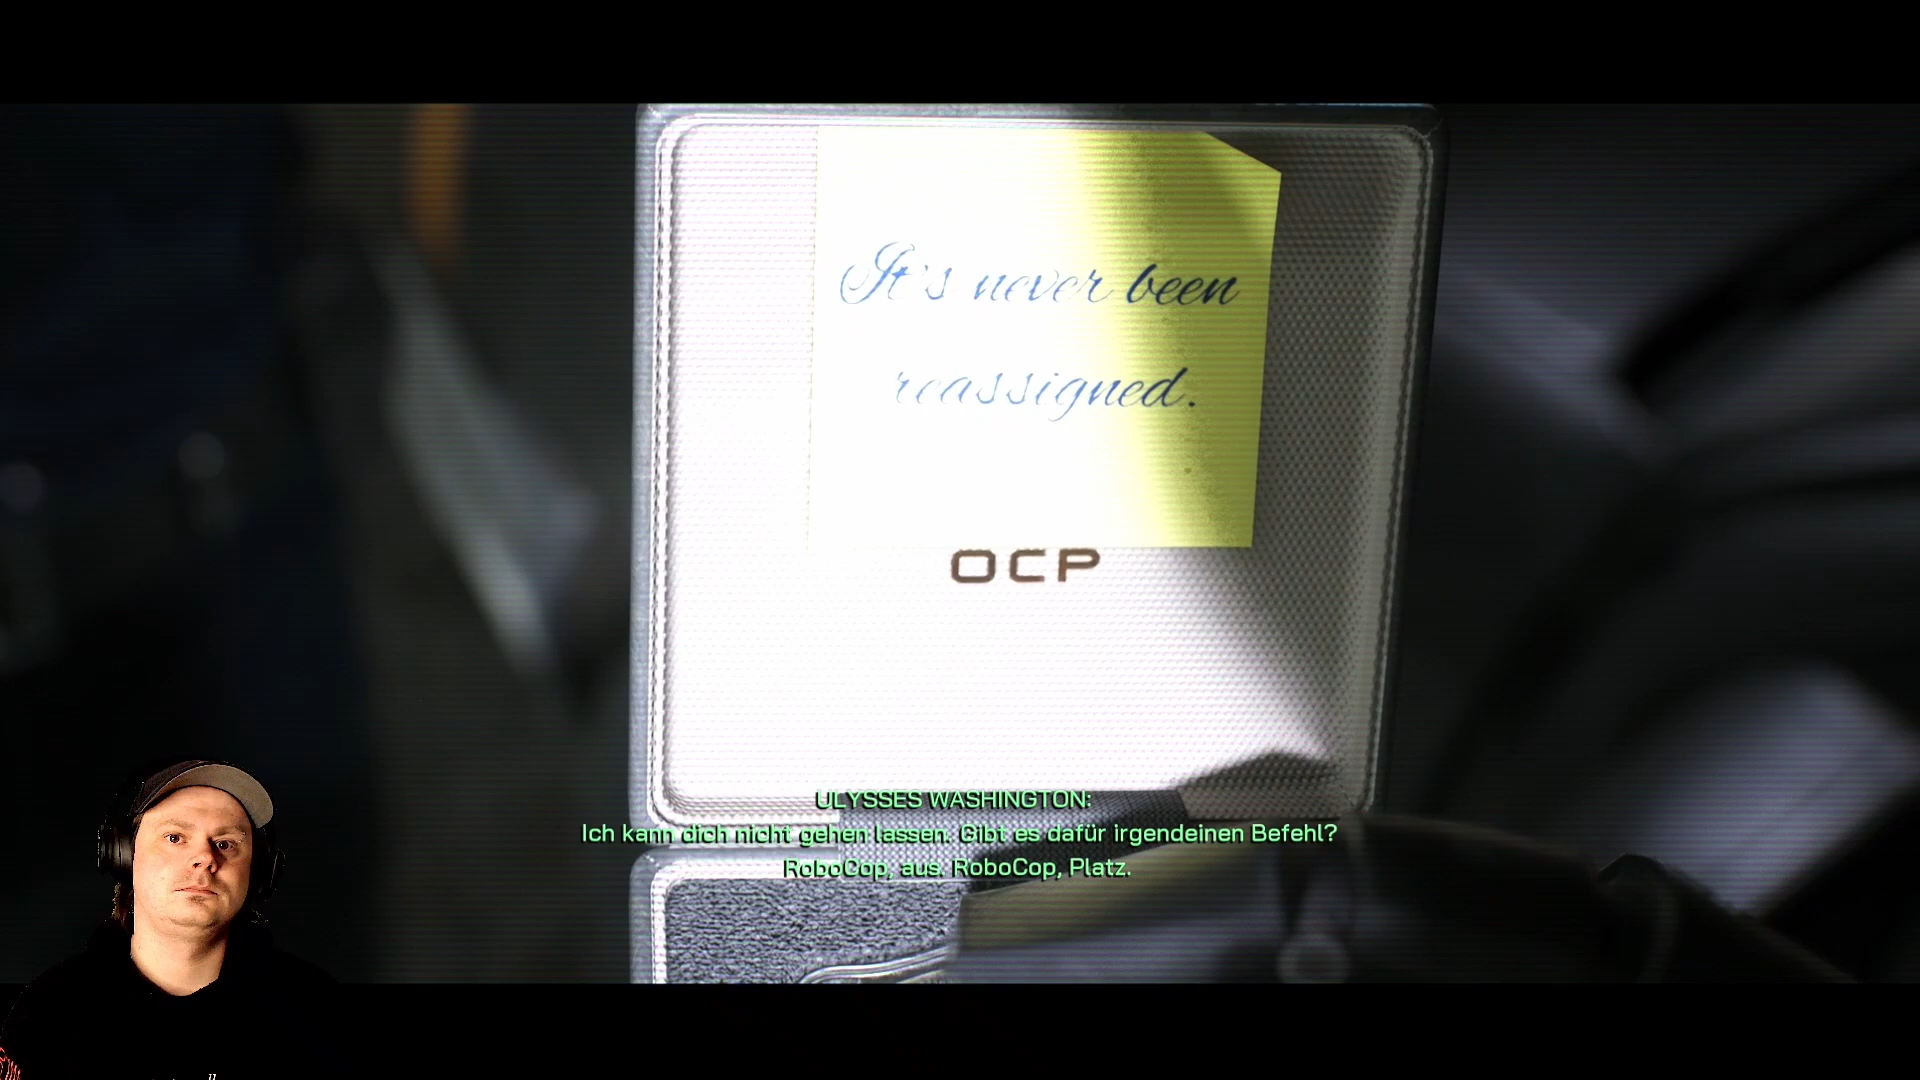 It's never been
reassigned.
OCP
ULYSSES WASHINGTON:
Ich kann dich nicht gehen lassen. Gibt es dafür irgendeinen Befehl?
RoboCop, aus. RoboCop, Platz.